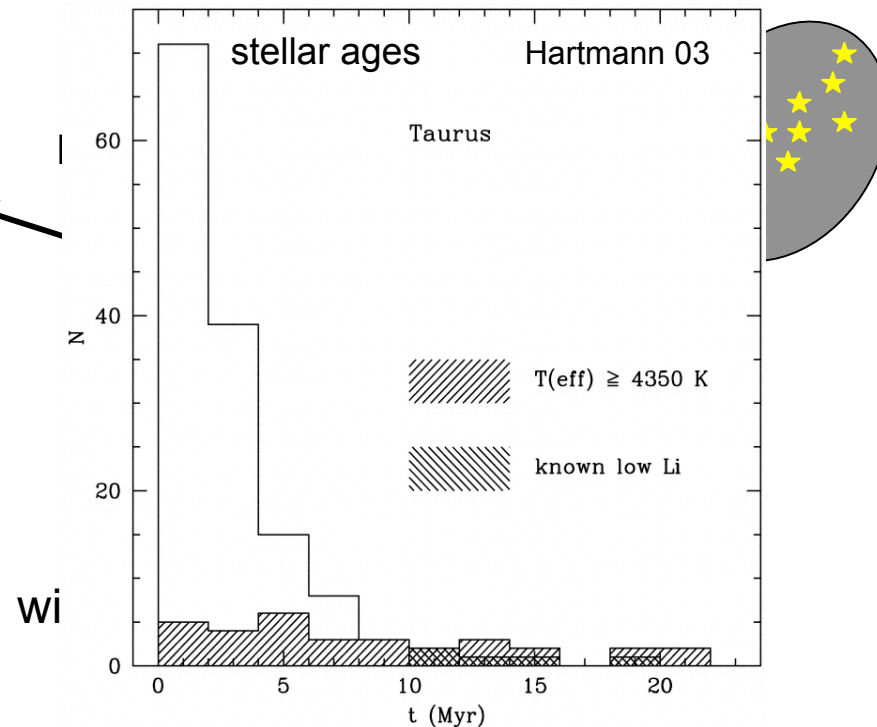 stellar ages Hartmann 03
Taurus
60
40
N
T(eff) ≧ 4350 K
known low Li
20
wi
0
0 5 10 15 20
t (Myr)